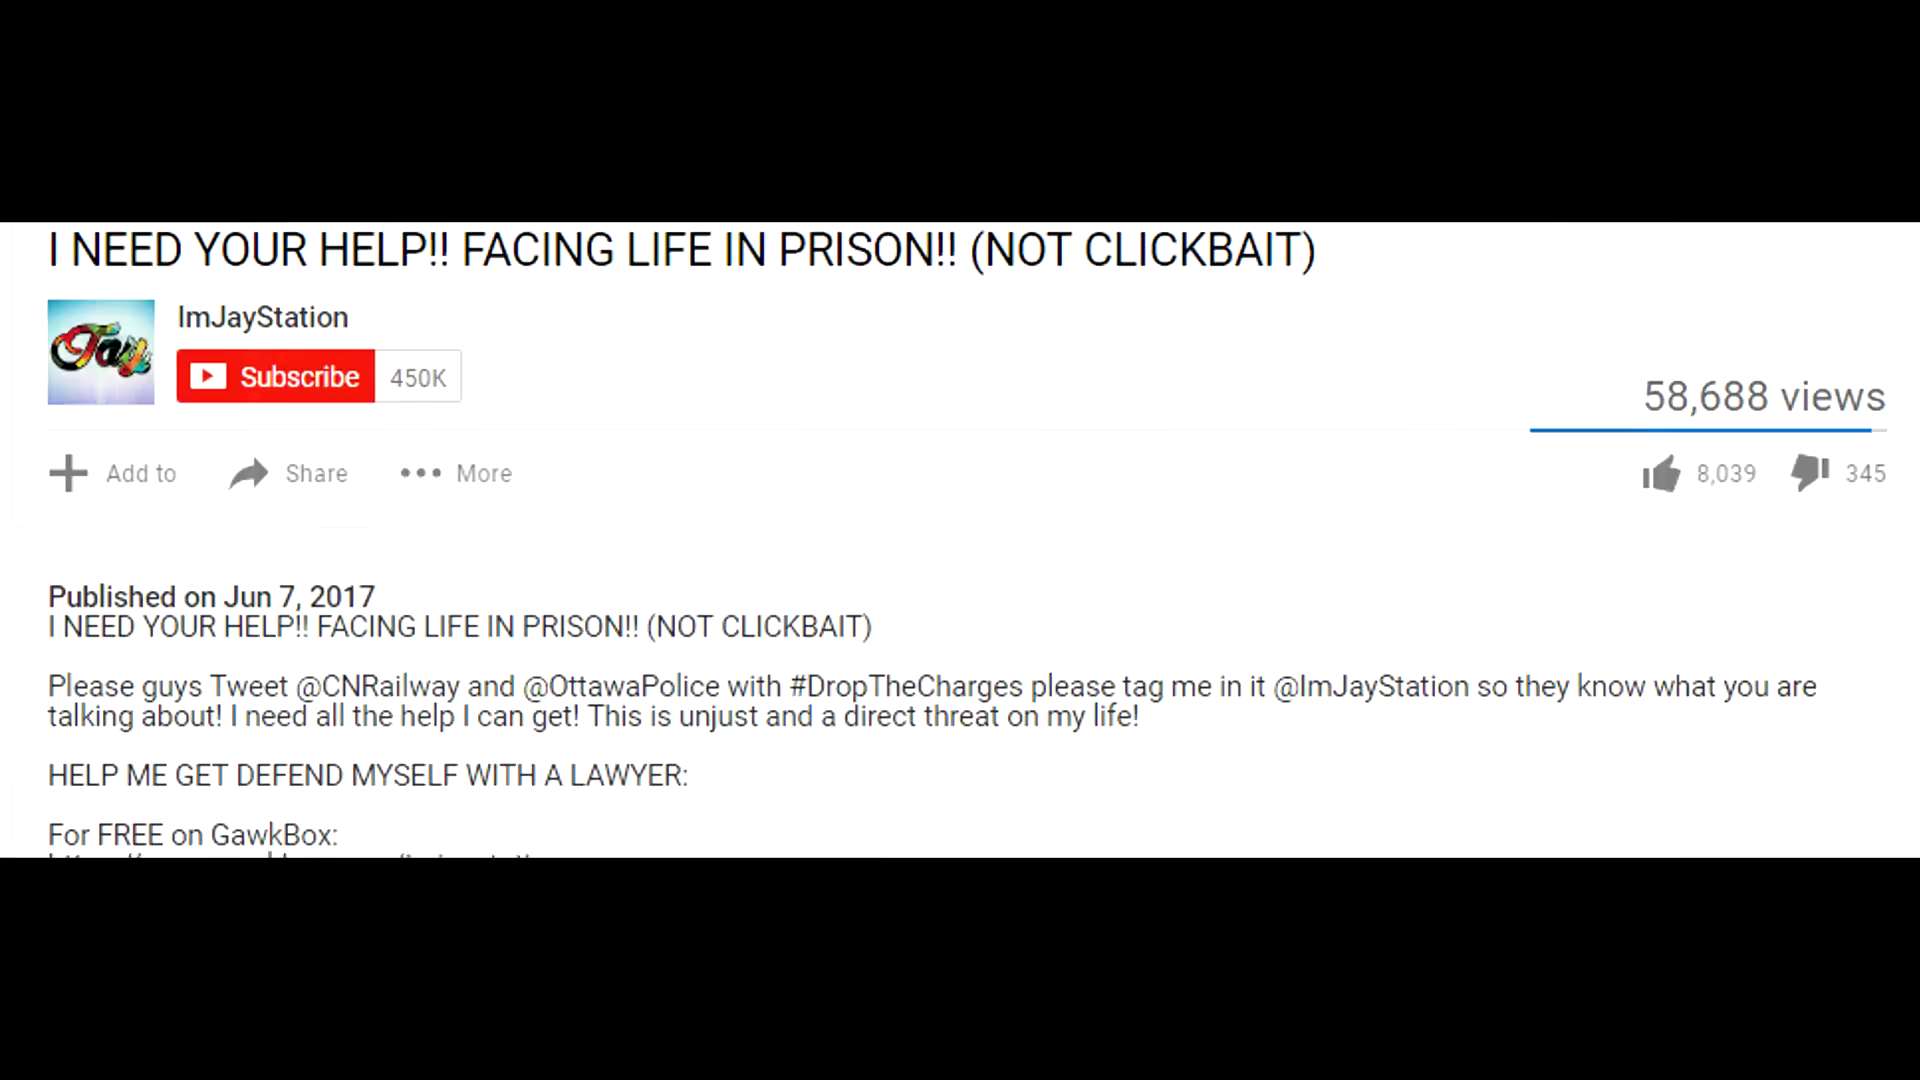 I NEED YOUR HELP!! FACING LIFE IN PRISON!! (NOT CLICKBAIT)
Jay
ImJayStation
Subscribe 450K
58,688 views
Add to Share More 8,039 345
Published on Jun 7, 2017
I NEED YOUR HELP!! FACING LIFE IN PRISON!! (NOT CLICKBAIT)
Please guys Tweet @CNRailway and @OttawaPolice with #DropTheCharges please tag me in it @ImJayStation so they know what you are
talking about! I need all the help I can get! This is unjust and a direct threat on my life!
HELP ME GET DEFEND MYSELF WITH A LAWYER:
For FREE on GawkBox: